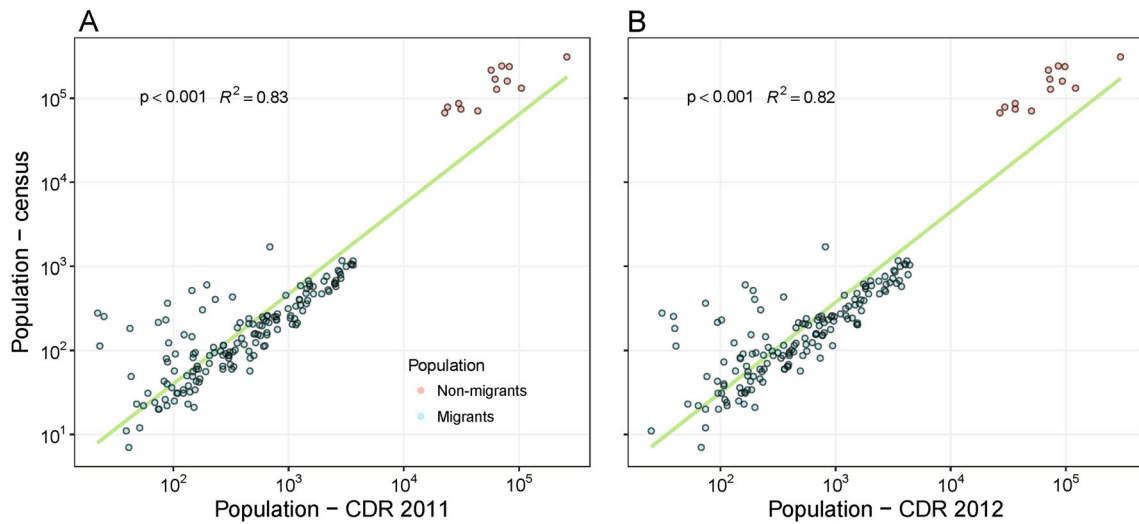 A
B
p < 0.001 R² = 0.83
p < 0.001 R² = 0.82
Population − census
10⁵
10⁴
10³
10²
10¹
Population
Non-migrants
Migrants
10² 10³ 10⁴ 10⁵
10² 10³ 10⁴ 10⁵
Population − CDR 2011
Population − CDR 2012